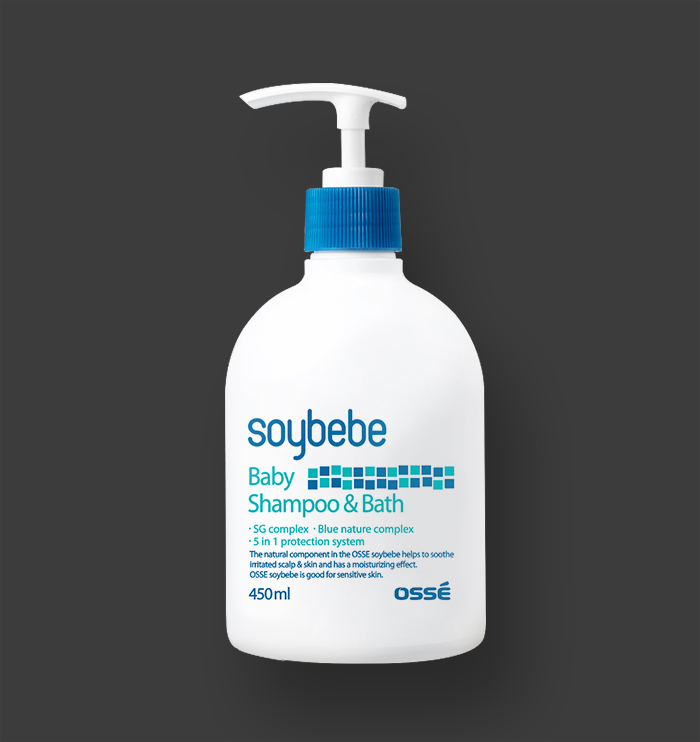 soybebe
Baby
Shampoo & Bath
· SG complex · Blue nature complex
· 5 in 1 protection system
The natural component in the OSSE soybebe helps to soothe
irritated scalp & skin and has a moisturizing effect.
OSSE soybebe is good for sensitive skin.
450ml
OSSÉ